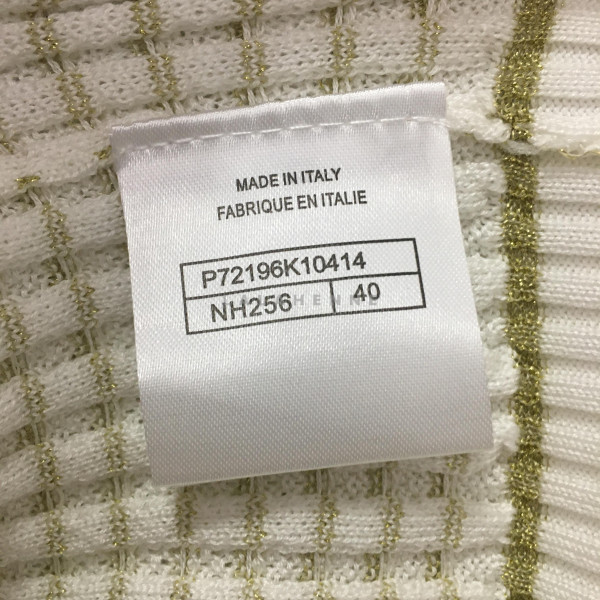 MADE IN ITALY
FABRIQUE EN ITALIE
P72196K10414
NH256 40